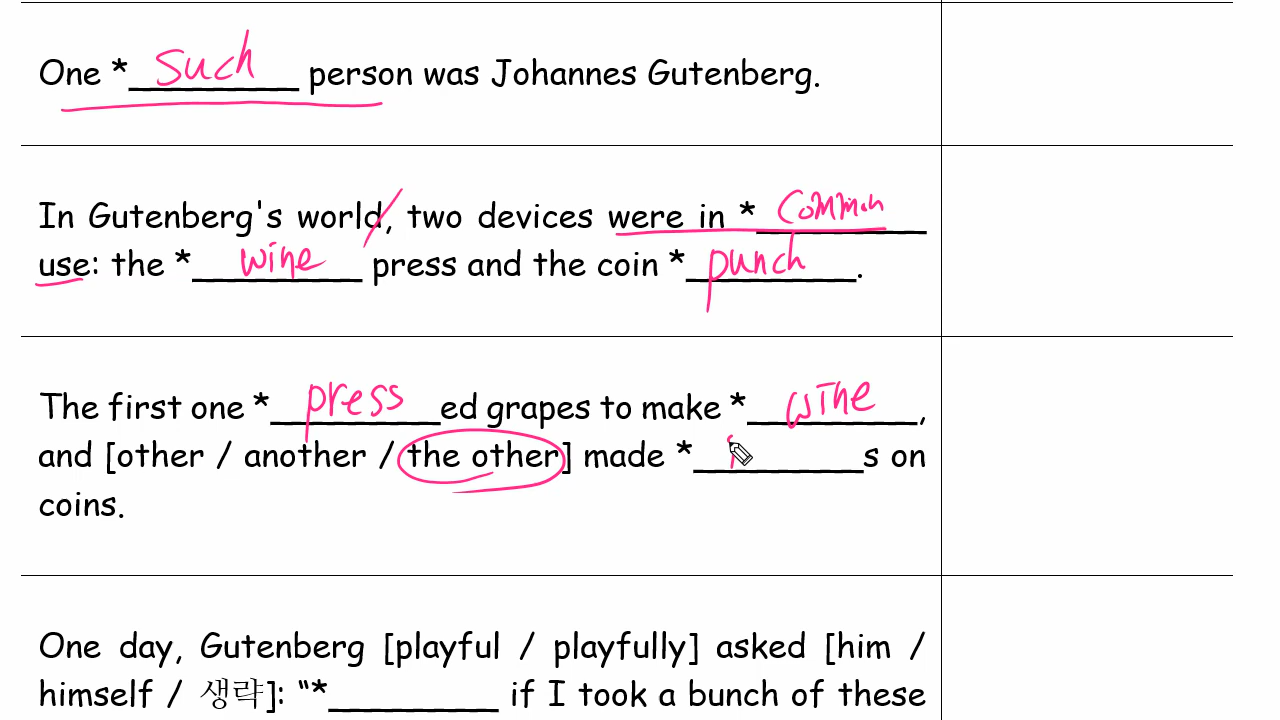 One *such person was Johannes Gutenberg.
In Gutenberg's world, two devices were in *common
use: the *wine press and the coin *punch.
The first one *pressed grapes to make *wine,
and [other / another / the other] made *_________s on
coins.
One day, Gutenberg [playful / playfully] asked [him /
himself / 생략]: “*_________ if I took a bunch of these